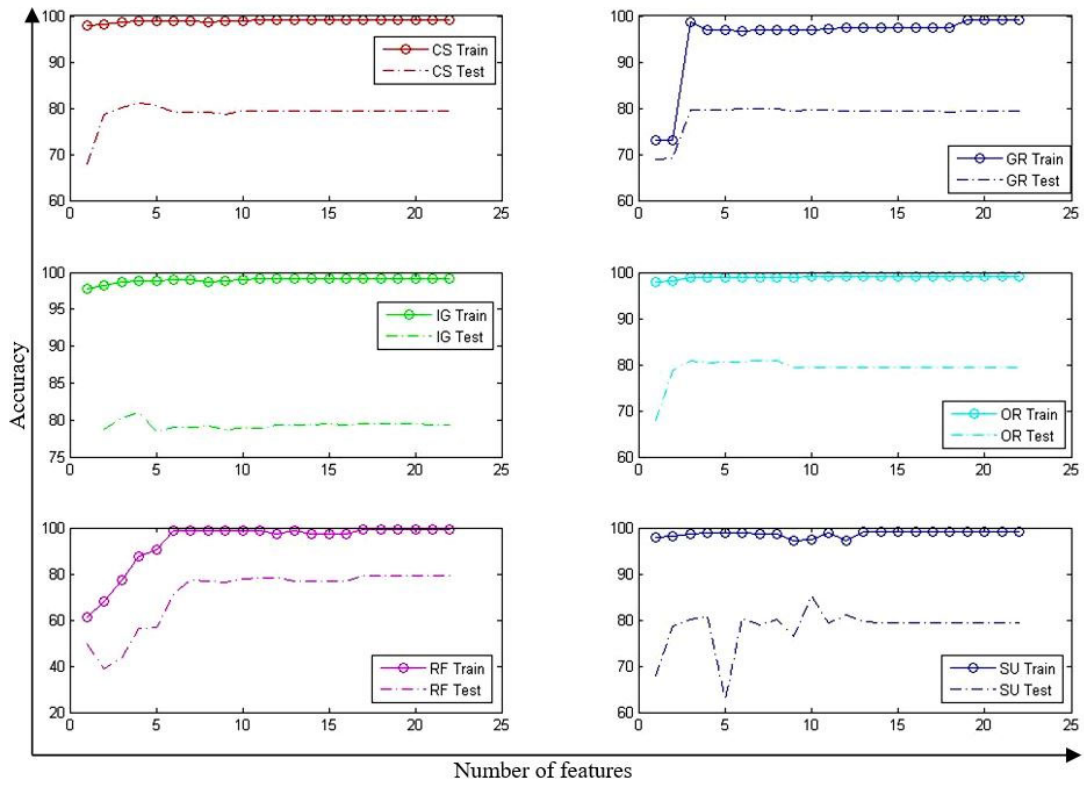 Accuracy
100
90
80
70
60
0 5 10 15 20 25
CS Train
CS Test
100
90
80
70
60
0 5 10 15 20 25
GR Train
GR Test
100
95
90
85
80
75
0 5 10 15 20 25
IG Train
IG Test
100
90
80
70
60
0 5 10 15 20 25
OR Train
OR Test
100
80
60
40
20
0 5 10 15 20 25
RF Train
RF Test
100
90
80
70
60
0 5 10 15 20 25
SU Train
SU Test
Number of features